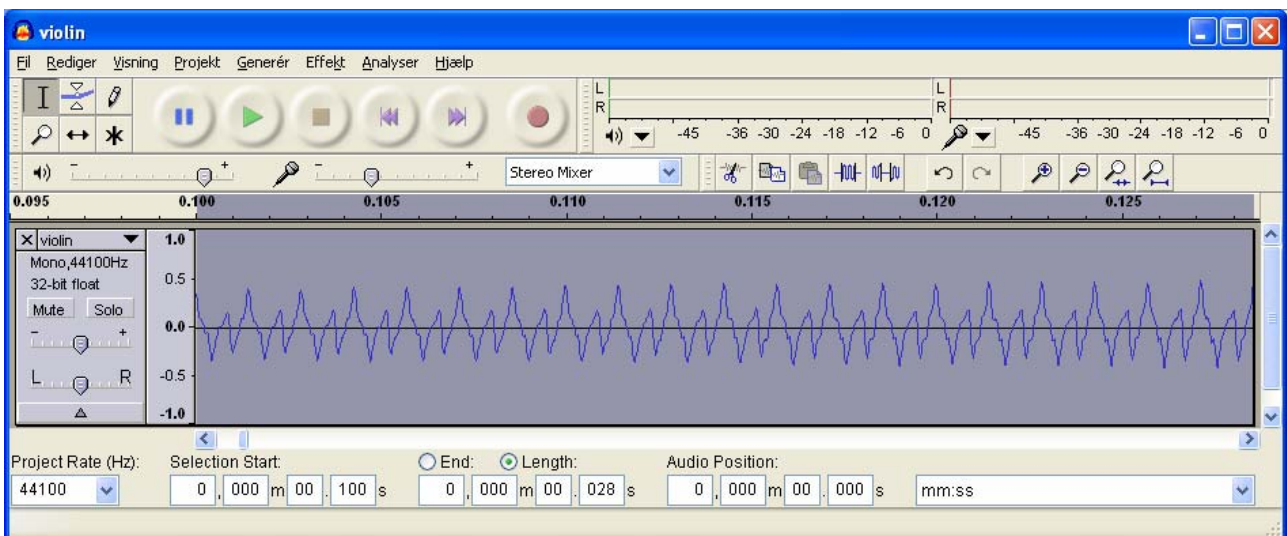 violin
Fil Rediger Visning Projekt Generér Effekt Analyser Hjælp
L
R
-45 -36 -30 -24 -18 -12 -6 0
L
R
-45 -36 -30 -24 -18 -12 -6 0
- + - + Stereo Mixer
0.095 0.100 0.105 0.110 0.115 0.120 0.125
violin
Mono,44100Hz
32-bit float
Mute Solo
- +
L R
1.0
0.5
0.0
-0.5
-1.0
Project Rate (Hz): Selection Start: End: Length: Audio Position:
44100 0,000 m 00.100 s 0,000 m 00.028 s 0,000 m 00.000 s mm:ss